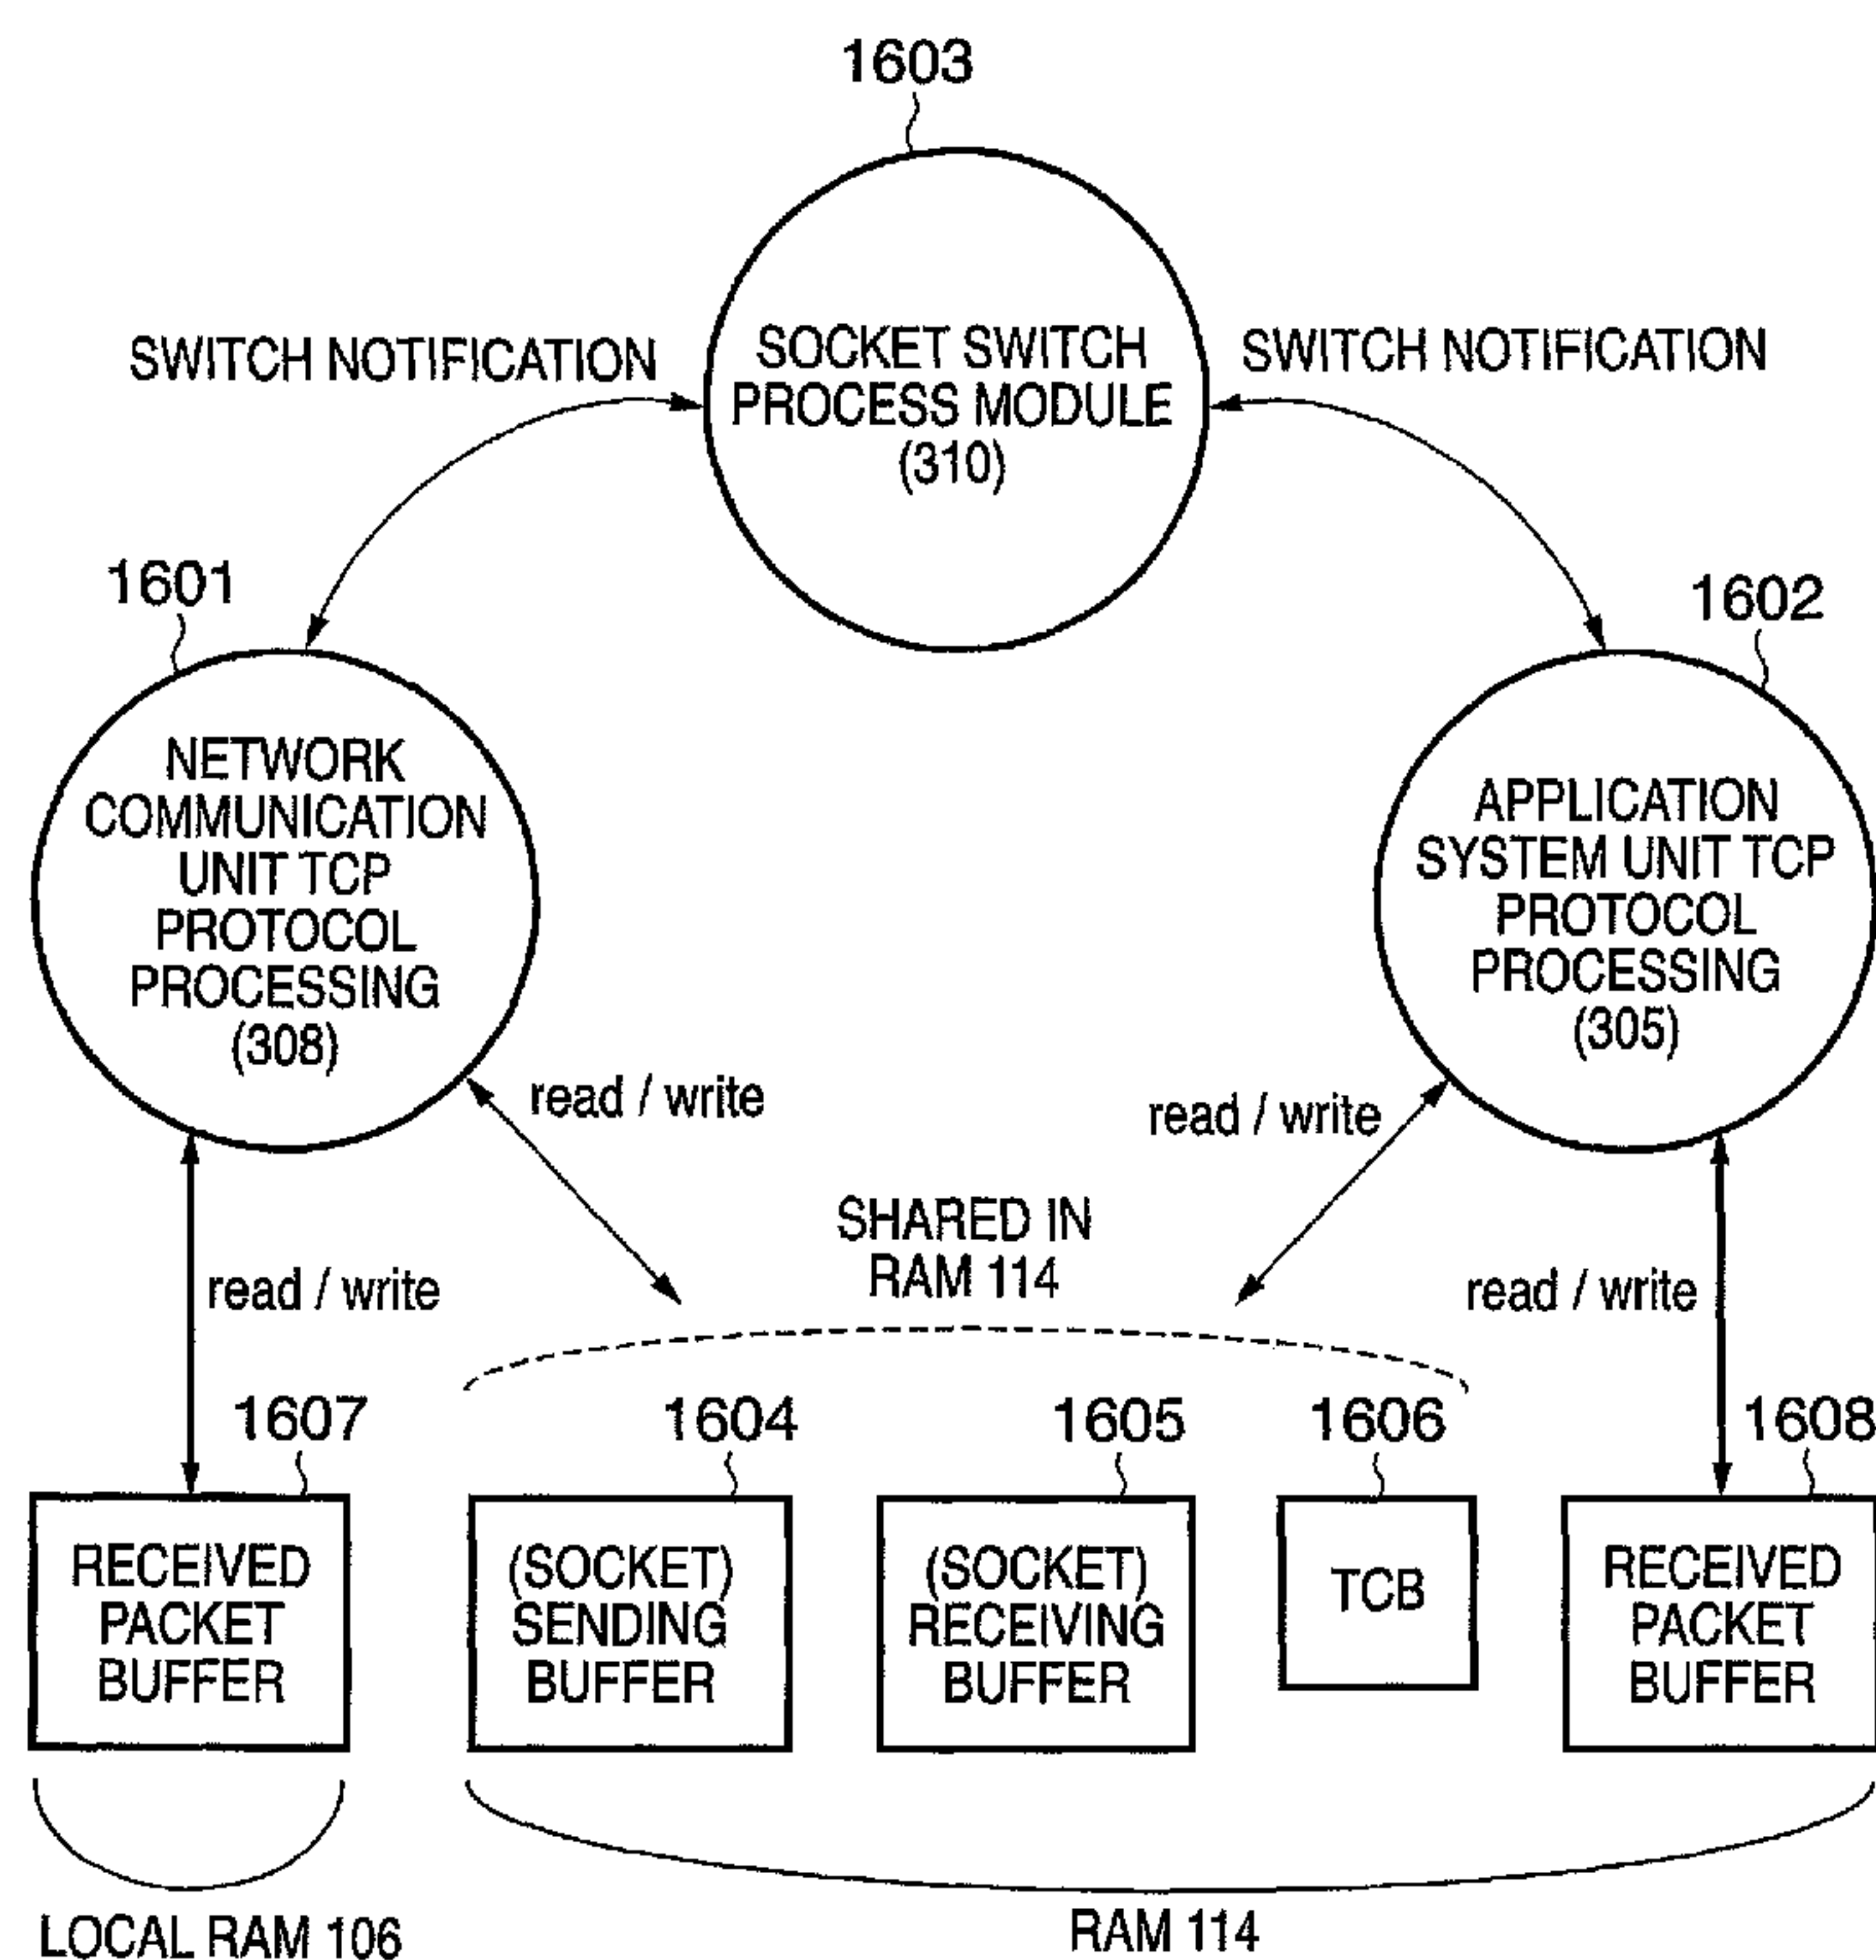 1603
SWITCH NOTIFICATION
SOCKET SWITCH
PROCESS MODULE
(310)
SWITCH NOTIFICATION
1601
1602
NETWORK
COMMUNICATION
UNIT TCP
PROTOCOL
PROCESSING
(308)
APPLICATION
SYSTEM UNIT TCP
PROTOCOL
PROCESSING
(305)
read / write
read / write
SHARED IN
RAM 114
read / write
read / write
1607
1604
1605
1606
1608
RECEIVED
PACKET
BUFFER
(SOCKET)
SENDING
BUFFER
(SOCKET)
RECEIVING
BUFFER
TCB
RECEIVED
PACKET
BUFFER
LOCAL RAM 106
RAM 114